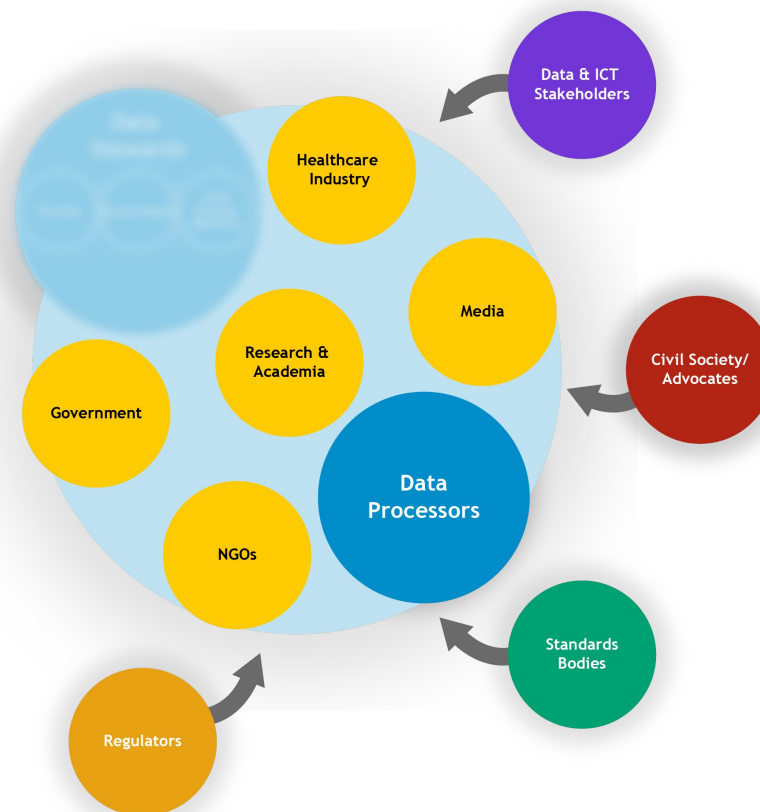 Data & ICT
Stakeholders
Healthcare
Industry
Media
Research &
Academia
Civil Society/
Advocates
Government
Data
Processors
NGOs
Standards
Bodies
Regulators